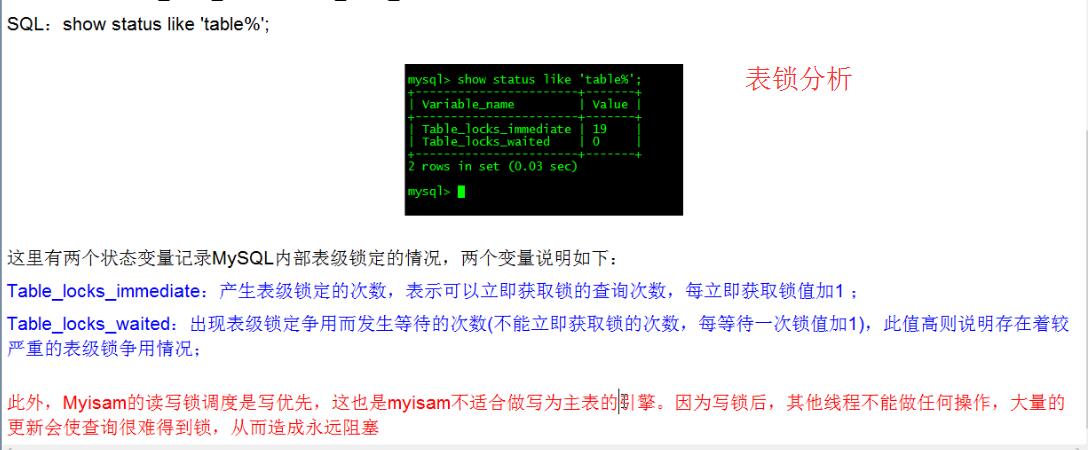 SQL：show status like 'table%';
表锁分析
mysql> show status like 'table%';
+-----------------------+-------+
| Variable_name | Value |
+-----------------------+-------+
| Table_locks_immediate | 19 |
| Table_locks_waited | 0 |
+-----------------------+-------+
2 rows in set (0.03 sec)
mysql>
这里有两个状态变量记录MySQL内部表级锁定的情况，两个变量说明如下：
Table_locks_immediate：产生表级锁定的次数，表示可以立即获取锁的查询次数，每立即获取锁值加1 ；
Table_locks_waited：出现表级锁定争用而发生等待的次数(不能立即获取锁的次数，每等待一次锁值加1)，此值高则说明存在着较
严重的表级锁争用情况；
此外，Myisam的读写锁调度是写优先，这也是myisam不适合做写为主表的引擎。因为写锁后，其他线程不能做任何操作，大量的
更新会使查询很难得到锁，从而造成永远阻塞